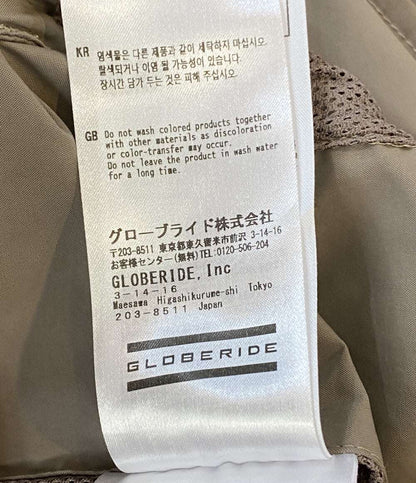 KR
염색물은 다른 제품과 같이 세탁하지 마십시오.
탈색되거나 이염 될 수 있습니다.
장시간 담가 두는것은 피해 주십시오.
GB
Do not wash colored products together
with other materials as discoloration
or color-transfer may occur.
Do not leave the product in wash water
for a long time.
グローブライド株式会社
〒203-8511 東京都東久留米市前沢 3-14-16
お客様センター(無料)TEL:0120-506-204
GLOBERIDE, Inc
3-14-16
Maesawa Higashikurume-shi Tokyo
203-8511 Japan
GLOBERIDE